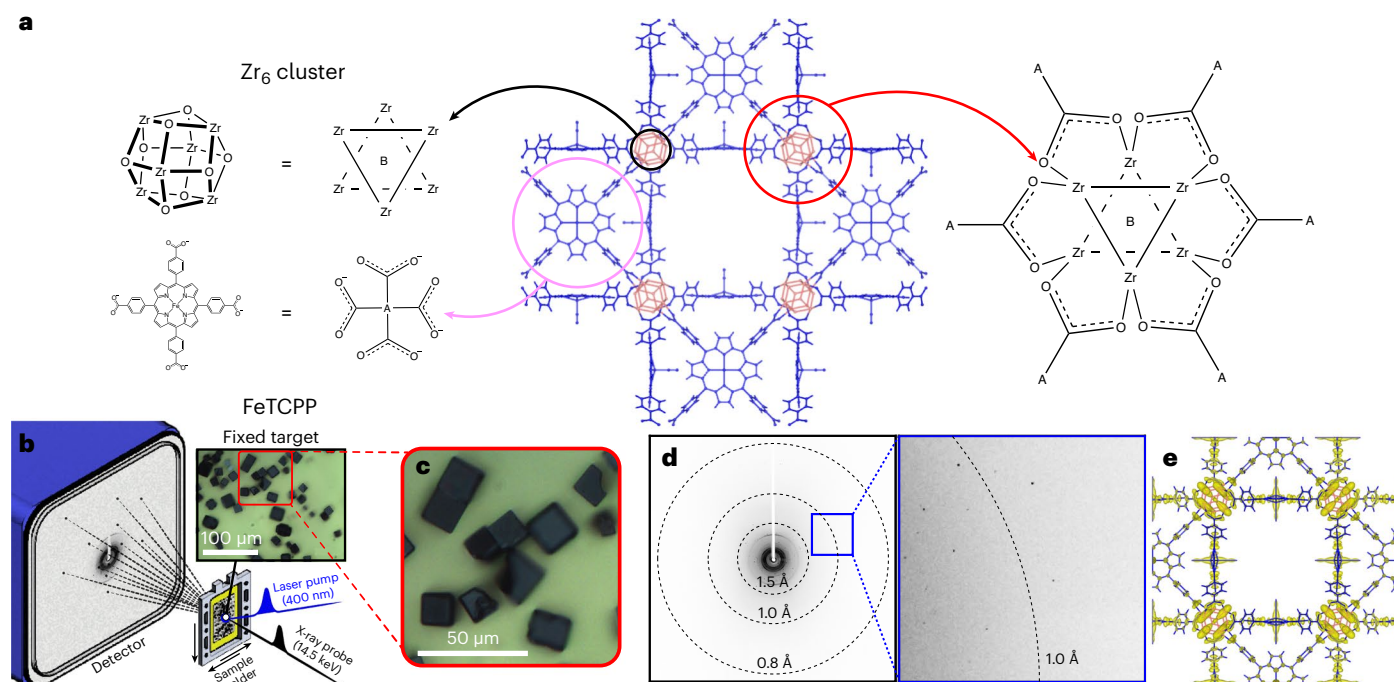 a
Zr6 cluster
Zr
O
Zr
O
Zr
O
Zr
O
Zr
O
Zr
O
=
Zr
Zr
Zr
B
Zr
Zr
Zr
Fe
N
N
N
N
O
O-
O
O-
O
O-
O
O-
=
O
O-
O
O-
A
O
O-
O
O-
FeTCPP
A
A
O
O
O
O
Zr
O
Zr
Zr
O
A
B
A
O
Zr
Zr
O
Zr
O
O
O
O
A
A
b
Fixed target
100 µm
Laser pump
(400 nm)
X-ray probe
(14.5 keV)
Detector
Sample
c
50 µm
d
1.5 Å
1.0 Å
0.8 Å
1.0 Å
e